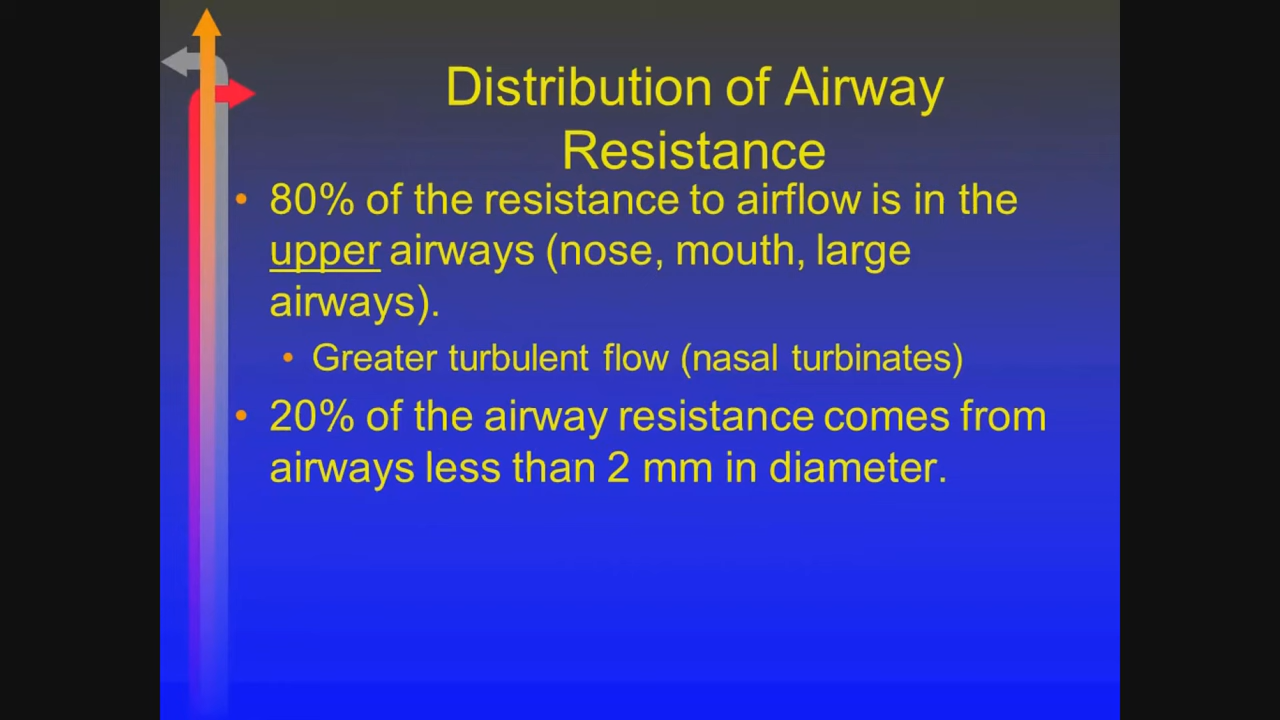 Distribution of Airway
Resistance
• 80% of the resistance to airflow is in the
upper airways (nose, mouth, large
airways).
• Greater turbulent flow (nasal turbinates)
• 20% of the airway resistance comes from
airways less than 2 mm in diameter.